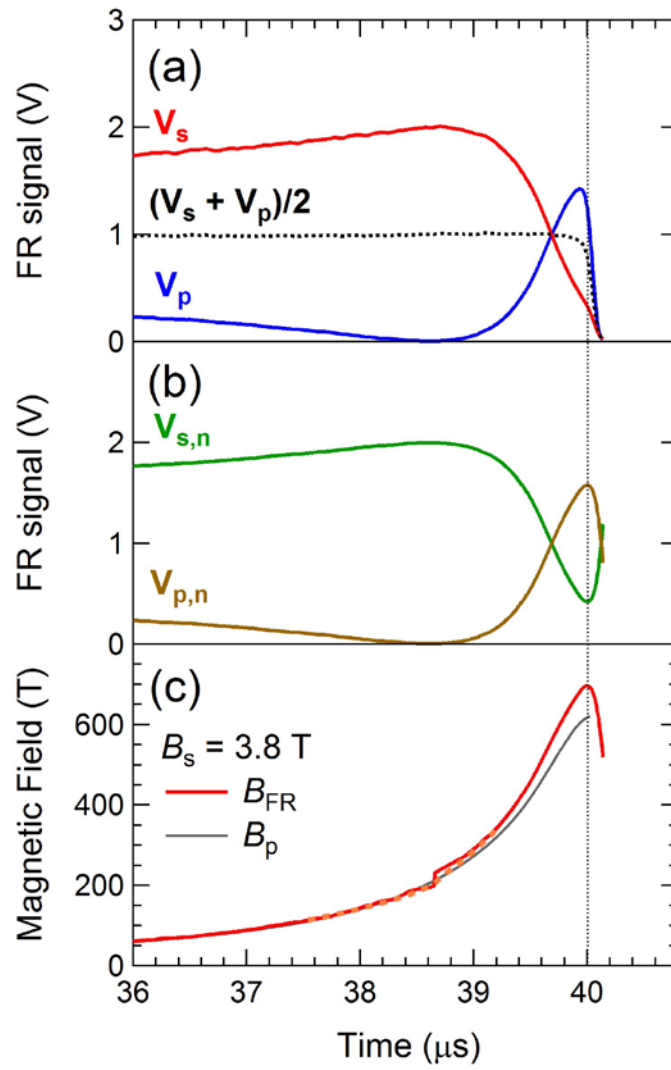 3
(a)
V_s
2
(V_s + V_p)/2
1
V_p
0
FR signal (V)
(b)
V_s,n
2
1
V_p,n
0
FR signal (V)
(c)
600
B_s = 3.8 T
B_FR
400
B_p
200
0
Magnetic Field (T)
36 37 38 39 40
Time (μs)